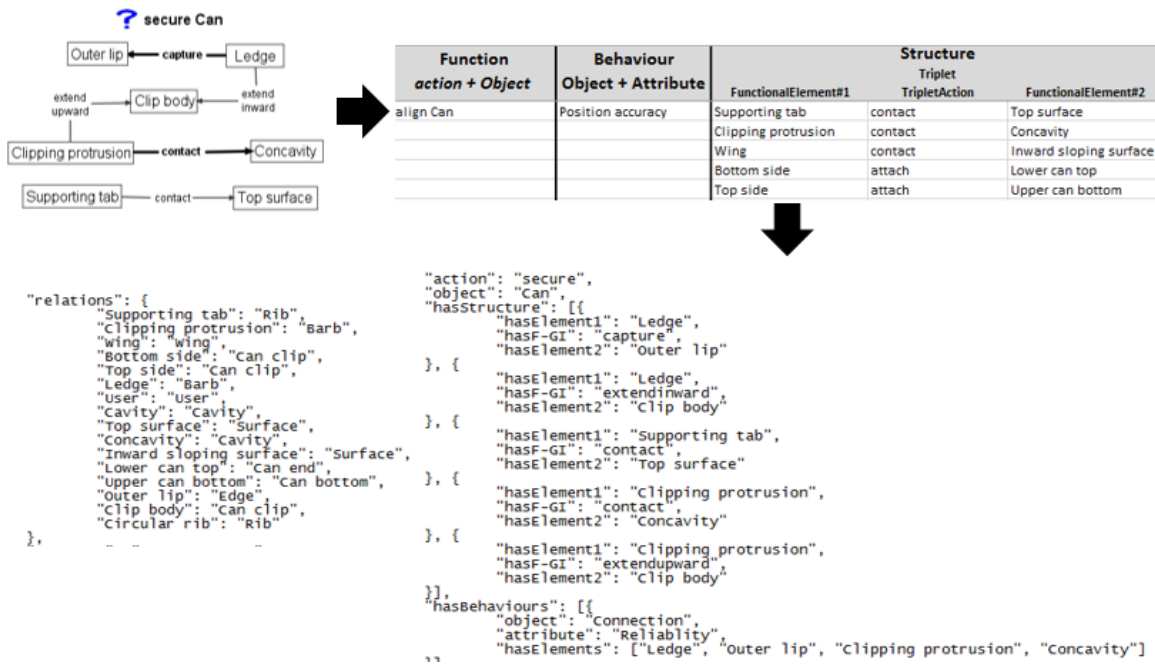 ? secure Can
Outer lip capture Ledge
extend upward Clip body extend inward
Clipping protrusion contact Concavity
Supporting tab contact Top surface
Function Behaviour Structure
action + Object Object + Attribute Triplet
FunctionalElement#1 TripletAction FunctionalElement#2
align Can Position accuracy Supporting tab contact Top surface
Clipping protrusion contact Concavity
Wing contact Inward sloping surface
Bottom side attach Lower can top
Top side attach Upper can bottom
"relations": {
"Supporting tab": "Rib",
"Clipping protrusion": "Barb",
"Wing": "Wing",
"Bottom side": "Can clip",
"Top side": "Can clip",
"Ledge": "Barb",
"User": "User",
"Cavity": "Cavity",
"Top surface": "Surface",
"Concavity": "Cavity",
"Inward sloping surface": "Surface",
"Lower can top": "Can end",
"Upper can bottom": "Can bottom",
"Outer lip": "Edge",
"Clip body": "Can clip",
"Circular rib": "Rib"
},
"action": "secure",
"object": "Can",
"hasStructure": [{
"hasElement1": "Ledge",
"hasF-GI": "capture",
"hasElement2": "Outer lip"
}, {
"hasElement1": "Ledge",
"hasF-GI": "extendinward",
"hasElement2": "Clip body"
}, {
"hasElement1": "Supporting tab",
"hasF-GI": "contact",
"hasElement2": "Top surface"
}, {
"hasElement1": "Clipping protrusion",
"hasF-GI": "contact",
"hasElement2": "Concavity"
}, {
"hasElement1": "Clipping protrusion",
"hasF-GI": "extendupward",
"hasElement2": "Clip body"
}],
"hasBehaviours": [{
"object": "Connection",
"attribute": "Reliablity",
"hasElements": ["Ledge", "Outer lip", "Clipping protrusion", "Concavity"]
}]